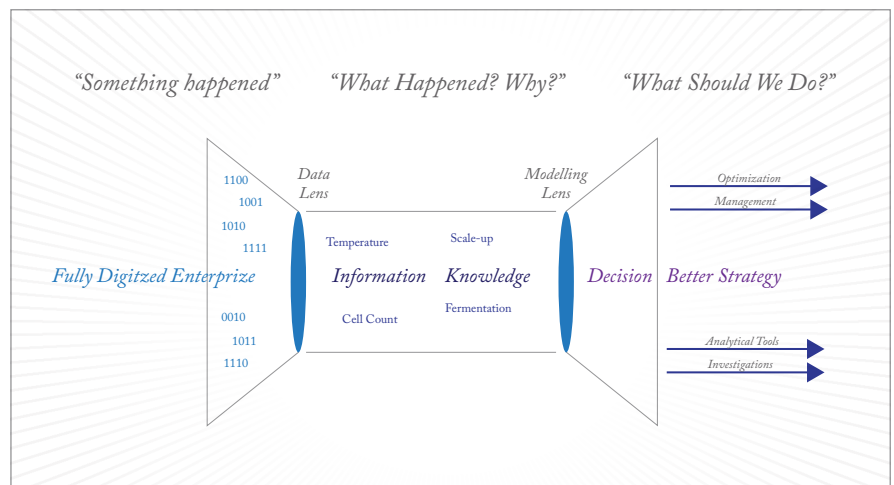 “Something happened”
“What Happened? Why?”
“What Should We Do?”
Data
Lens
Modelling
Lens
1100
1001
1010
1111
Fully Digitzed Enterprize
0010
1011
1110
Temperature
Scale-up
Information
Knowledge
Cell Count
Fermentation
Decision
Better Strategy
Optimization
Management
Analytical Tools
Investigations